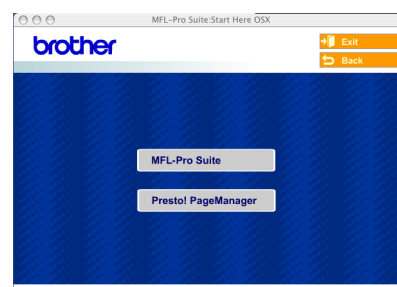 MFL-Pro Suite:Start Here OSX
brother
Exit
Back
MFL-Pro Suite
Presto! PageManager